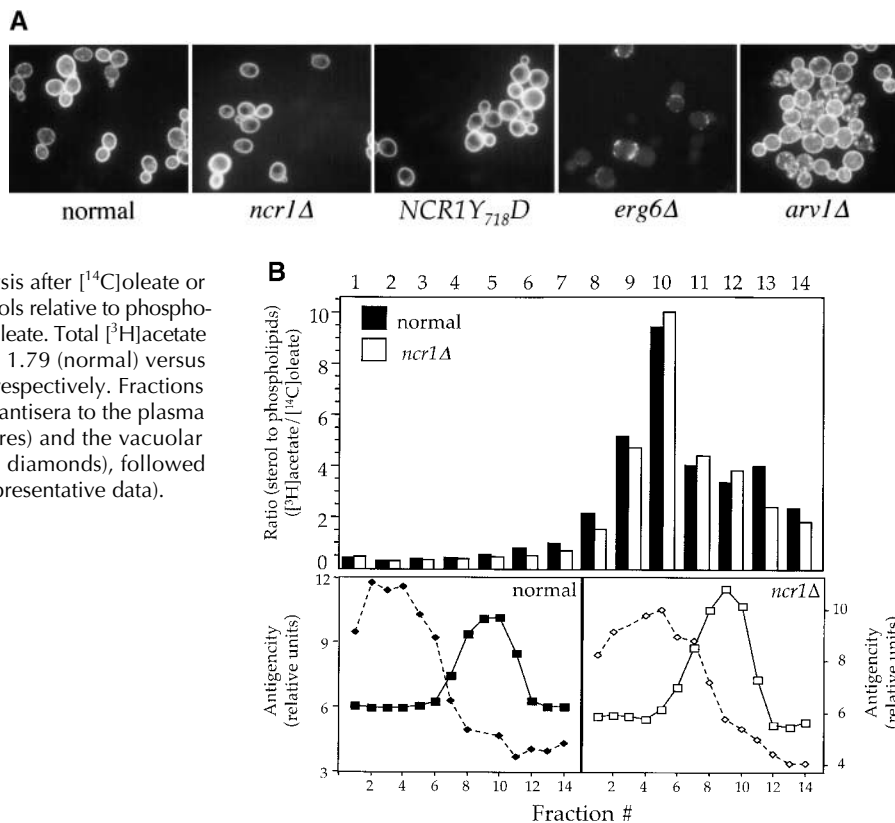 A
normal
ncr1Δ
NCR1Y718D
erg6Δ
arv1Δ
sis after [14C]oleate or
ols relative to phospho-
leate. Total [3H]acetate
1.79 (normal) versus
respectively. Fractions
antisera to the plasma
res) and the vacuolar
diamonds), followed
presentative data).
B
1 2 3 4 5 6 7 8 9 10 11 12 13 14
normal
ncr1Δ
Ratio (sterol to phospholipids)
([3H]acetate/[14C]oleate)
10
8
6
4
2
0
normal
ncr1Δ
Antigencity
(relative units)
12
9
6
3
10
8
6
4
Antigencity
(relative units)
2 4 6 8 10 12 14
2 4 6 8 10 12 14
Fraction #